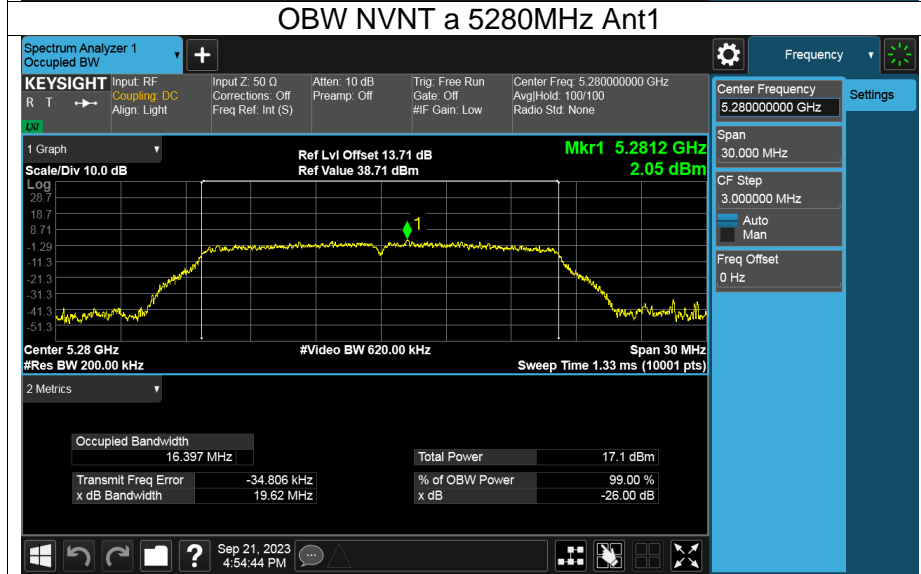 OBW NVNT a 5280MHz Ant1
Spectrum Analyzer 1
Occupied BW
+
Frequency
KEYSIGHT
R T
LXI
Input: RF
Coupling: DC
Align: Light
Input Z: 50 Ω
Corrections: Off
Freq Ref: Int (S)
Atten: 10 dB
Preamp: Off
Trig: Free Run
Gate: Off
#IF Gain: Low
Center Freq: 5.280000000 GHz
Avg|Hold: 100/100
Radio Std: None
Center Frequency
5.280000000 GHz
Settings
Span
30.000 MHz
CF Step
3.000000 MHz
Auto
Man
Freq Offset
0 Hz
1 Graph
Scale/Div 10.0 dB
Ref Lvl Offset 13.71 dB
Ref Value 38.71 dBm
Mkr1 5.2812 GHz
2.05 dBm
Log
28.7
18.7
8.71
-1.29
-11.3
-21.3
-31.3
-41.3
-51.3
1
Center 5.28 GHz
#Res BW 200.00 kHz
#Video BW 620.00 kHz
Span 30 MHz
Sweep Time 1.33 ms (10001 pts)
2 Metrics
Occupied Bandwidth
16.397 MHz
Total Power 17.1 dBm
Transmit Freq Error -34.806 kHz
% of OBW Power 99.00 %
x dB Bandwidth 19.62 MHz
x dB -26.00 dB
?
Sep 21, 2023
4:54:44 PM